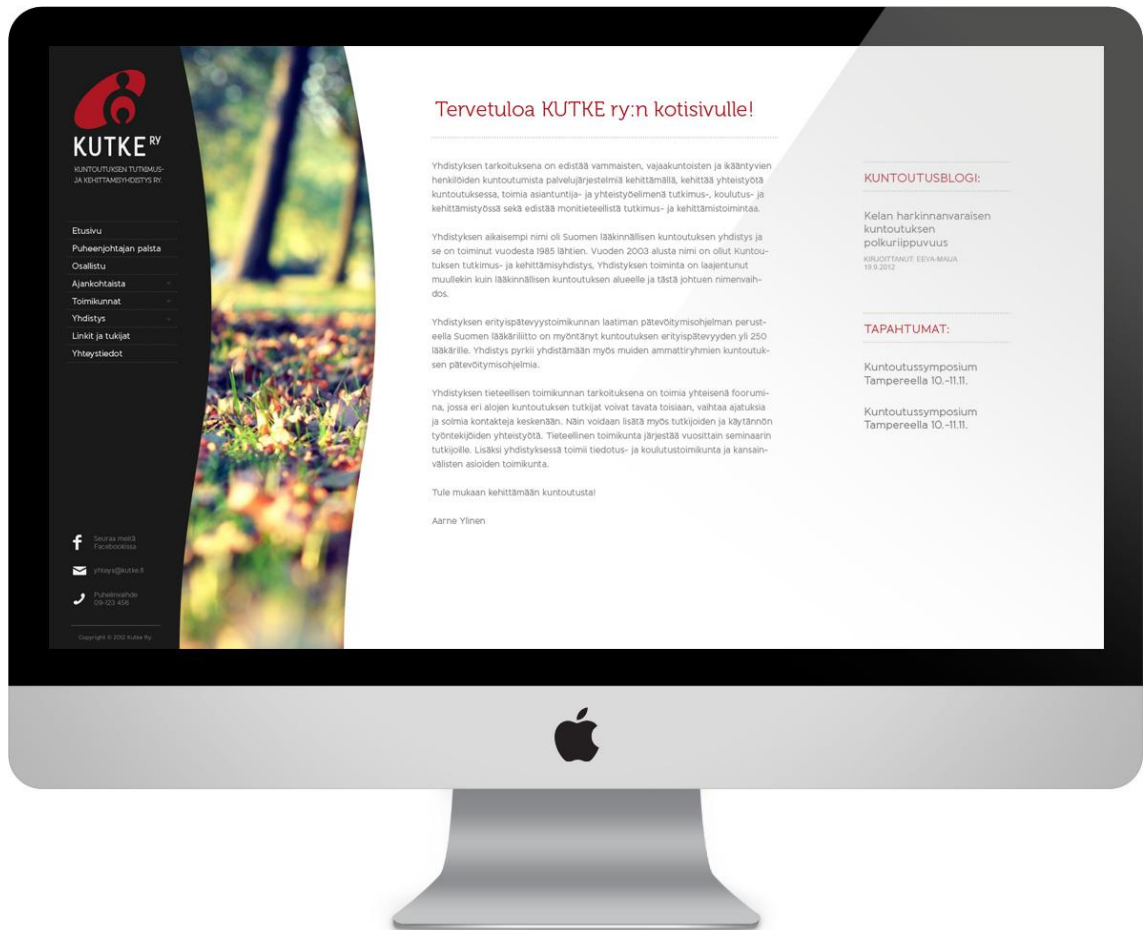 KUTKE RY
KUNTOUTUKSEN TUTKIMUS-
JA KEHITTAMISYHDISTYS RY.
Etusivu
Puheenjohtajan palsta
Osallistu
Ajankohtaista
Toimikunnat
Yhdistys
Linkit ja tukijat
Yhteystiedot
Seuraa meitä
Facebookissa
yhteys@kutke.fi
Puhelinvaihde
09-123 456
Copyright © 2012 Kutke Ry.
Tervetuloa KUTKE ry:n kotisivulle!
Yhdistyksen tarkoituksena on edistää vammaisten, vajaakuntoisten ja ikääntyvien
henkilöiden kuntoutumista palvelujärjestelmiä kehittämällä, kehittää yhteistyötä
kuntoutuksessa, toimia asiantuntija- ja yhteistyöelimenä tutkimus-, koulutus- ja
kehittämistyössä sekä edistää monitieteellistä tutkimus- ja kehittämistoimintaa.
Yhdistyksen aikaisempi nimi oli Suomen lääkinnällisen kuntoutuksen yhdistys ja
se on toiminut vuodesta 1985 lähtien. Vuoden 2003 alusta nimi on ollut Kuntou-
tuksen tutkimus- ja kehittämisyhdistys, Yhdistyksen toiminta on laajentunut
muullekin kuin lääkinnällisen kuntoutuksen alueelle ja tästä johtuen nimenvaih-
dos.
Yhdistyksen erityispätevyystoimikunnan laatiman pätevöitymisohjelman perust-
eella Suomen lääkäriliitto on myöntänyt kuntoutuksen erityispätevyyden yli 250
lääkärille. Yhdistys pyrkii yhdistämään myös muiden ammattiryhmien kuntoutuk-
sen pätevöitymisohjelmia.
Yhdistyksen tieteellisen toimikunnan tarkoituksena on toimia yhteisenä foorumi-
na, jossa eri alojen kuntoutuksen tutkijat voivat tavata toisiaan, vaihtaa ajatuksia
ja solmia kontakteja keskenään. Näin voidaan lisätä myös tutkijoiden ja käytännön
työntekijöiden yhteistyötä. Tieteellinen toimikunta järjestää vuosittain seminaarin
tutkijoille. Lisäksi yhdistyksessä toimii tiedotus- ja koulutustoimikunta ja kansain-
välisten asioiden toimikunta.
Tule mukaan kehittämään kuntoutusta!
Aarne Ylinen
KUNTOUTUSBLOGI:
Kelan harkinnanvaraisen
kuntoutuksen
polkuriippuvuus
KIRJOITTANUT: EEVA-MAIJA
19.9.2012
TAPAHTUMAT:
Kuntoutussymposium
Tampereella 10.-11.11.
Kuntoutussymposium
Tampereella 10.-11.11.